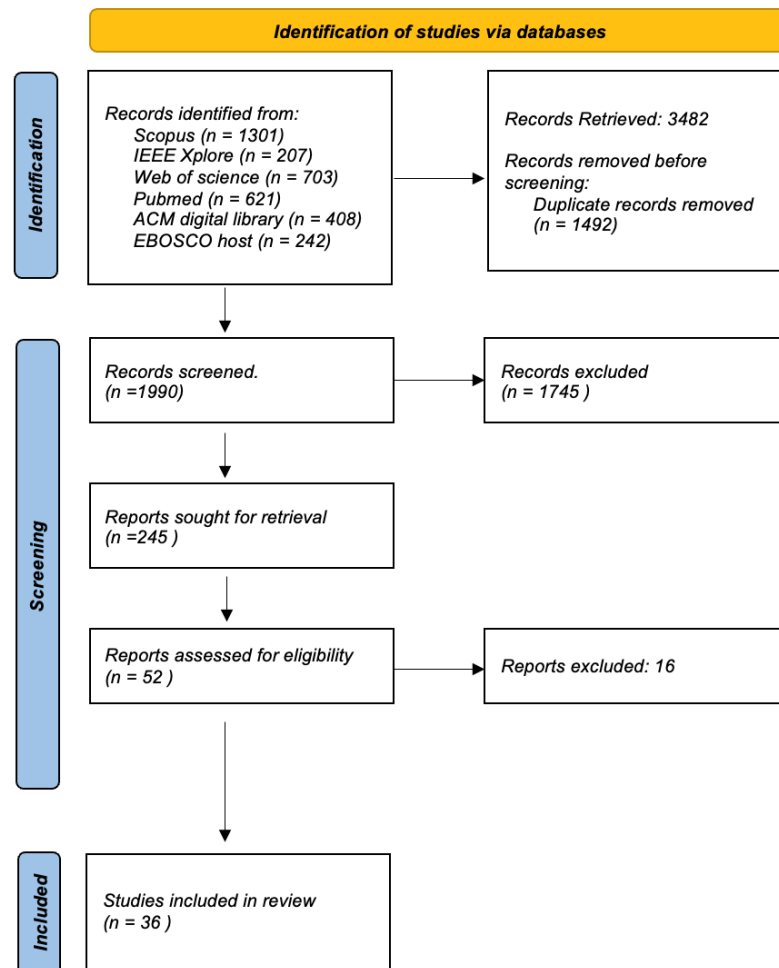 Identification of studies via databases
Identification
Records identified from:
Scopus (n = 1301)
IEEE Xplore (n = 207)
Web of science (n = 703)
Pubmed (n = 621)
ACM digital library (n = 408)
EBOSCO host (n = 242)
Records Retrieved: 3482
Records removed before
screening:
Duplicate records removed
(n = 1492)
Screening
Records screened.
(n =1990)
Records excluded
(n = 1745 )
Reports sought for retrieval
(n =245 )
Reports assessed for eligibility
(n = 52 )
Reports excluded: 16
Included
Studies included in review
(n = 36 )